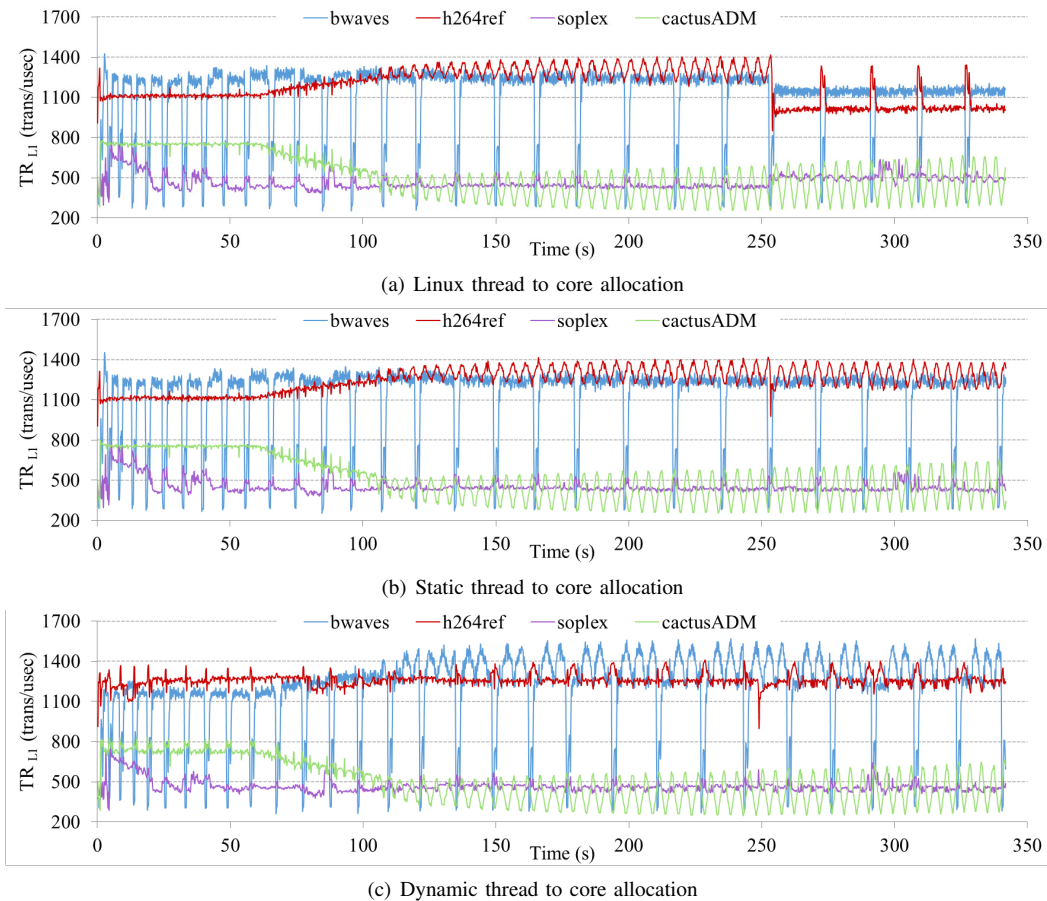 bwaves h264ref soplex cactusADM
1700
1400
1100
800
500
200
TR L1 (trans/usec)
0 50 100 150 200 250 300 350
Time (s)
(a) Linux thread to core allocation
bwaves h264ref soplex cactusADM
1700
1400
1100
800
500
200
TR L1 (trans/usec)
0 50 100 150 200 250 300 350
Time (s)
(b) Static thread to core allocation
bwaves h264ref soplex cactusADM
1700
1400
1100
800
500
200
TR L1 (trans/usec)
0 50 100 150 200 250 300 350
Time (s)
(c) Dynamic thread to core allocation